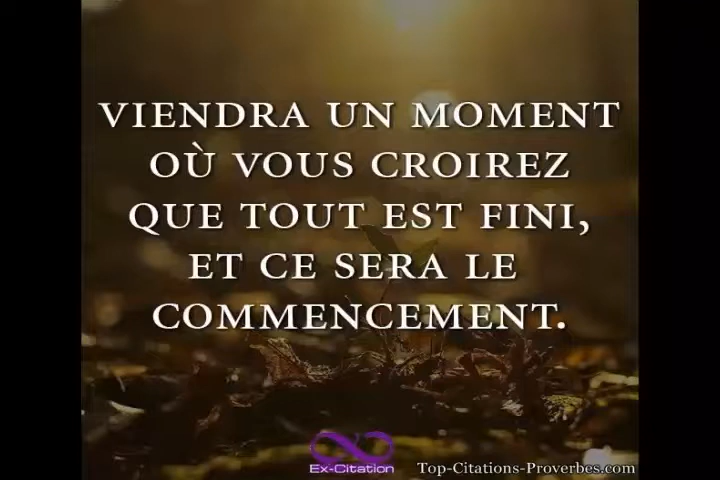 VIENDRA UN MOMENT
OÙ VOUS CROIREZ
QUE TOUT EST FINI,
ET CE SERA LE
COMMENCEMENT.
Ex-Citation
Top-Citations-Proverbes.com